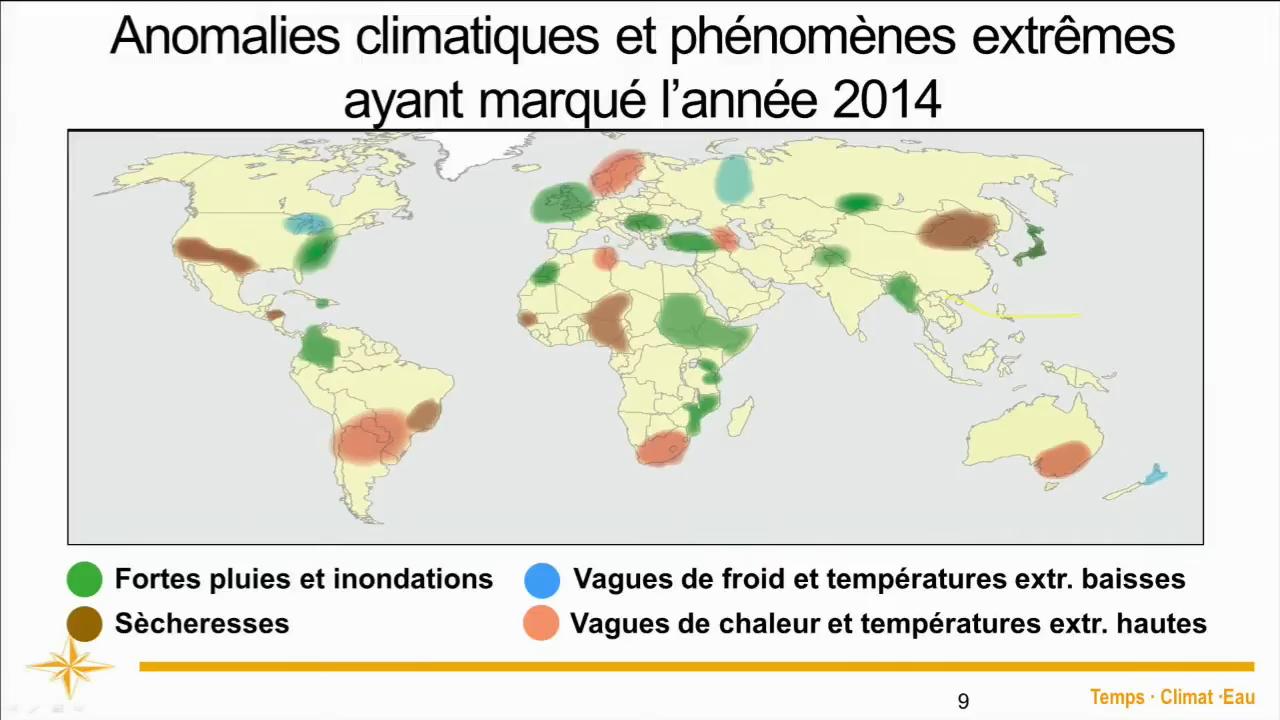 Anomalies climatiques et phénomènes extrêmes
ayant marqué l’année 2014
Fortes pluies et inondations
Vagues de froid et températures extr. baisses
Sècheresses
Vagues de chaleur et températures extr. hautes
9
Temps · Climat ·Eau